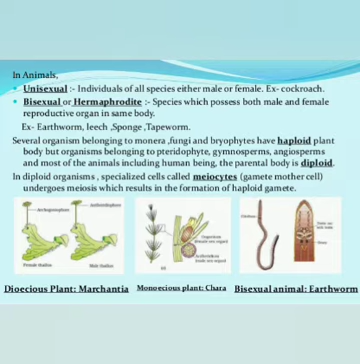 In Animals,
• Unisexual :- Individuals of all species either male or female. Ex- cockroach.
• Bisexual or Hermaphrodite :- Species which possess both male and female
reproductive organ in same body.
Ex- Earthworm, leech ,Sponge ,Tapeworm.
Several organism belonging to monera ,fungi and bryophytes have haploid plant
body but organisms belonging to pteridophyte, gymnosperms, angiosperms
and most of the animals including human being, the parental body is diploid.
In diploid organisms , specialized cells called meiocytes (gamete mother cell)
undergoes meiosis which results in the formation of haploid gamete.
Archegoniophore
Antheridiophore
Female thallus
Male thallus
Dioecious Plant: Marchantia
Monoecious plant: Chara
Bisexual animal: Earthworm